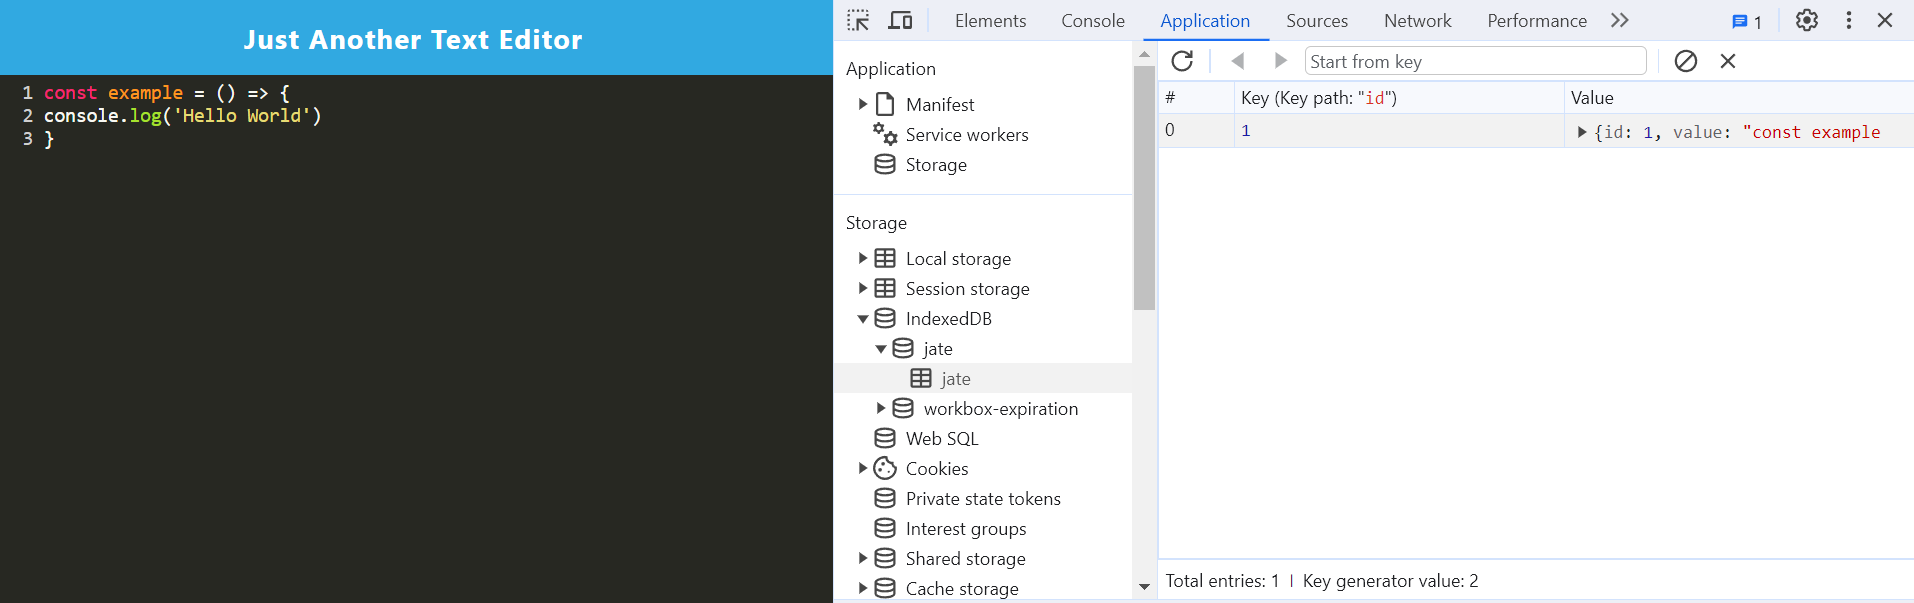 Just Another Text Editor
1 const example = () => {
2 console.log('Hello World')
3 }
Elements Console Application Sources Network Performance 1
Application
Manifest
Service workers
Storage
Storage
Local storage
Session storage
IndexedDB
jate
jate
workbox-expiration
Web SQL
Cookies
Private state tokens
Interest groups
Shared storage
Cache storage
Start from key
# Key (Key path: "id") Value
0 1 {id: 1, value: "const example
Total entries: 1 | Key generator value: 2